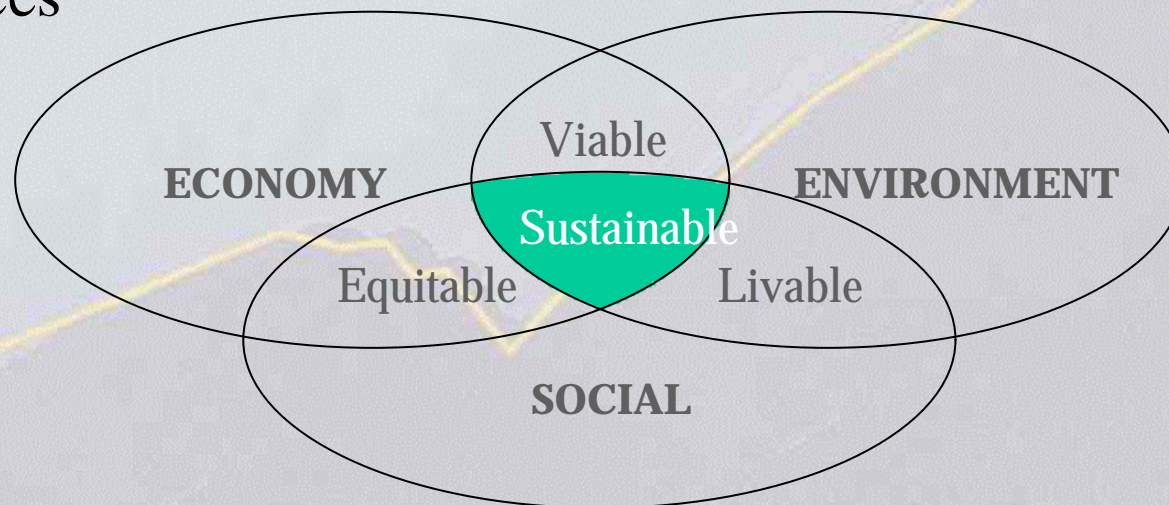 Viable
ECONOMY
ENVIRONMENT
Sustainable
Equitable
Livable
SOCIAL